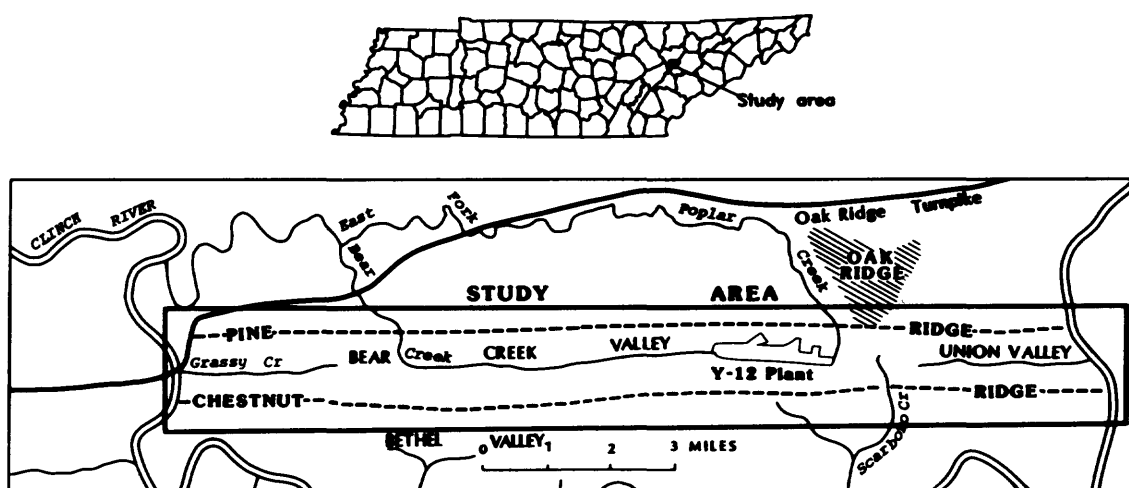 Study area
CLINCH RIVER
East Fork Poplar Creek
Oak Ridge Turnpike
OAK
RIDGE
Bear Creek
STUDY AREA
PINE RIDGE
Grassy Cr
BEAR CREEK VALLEY
UNION VALLEY
Y-12 Plant
CHESTNUT RIDGE
Scarboro Cr
BETHEL VALLEY
0 1 2 3 MILES